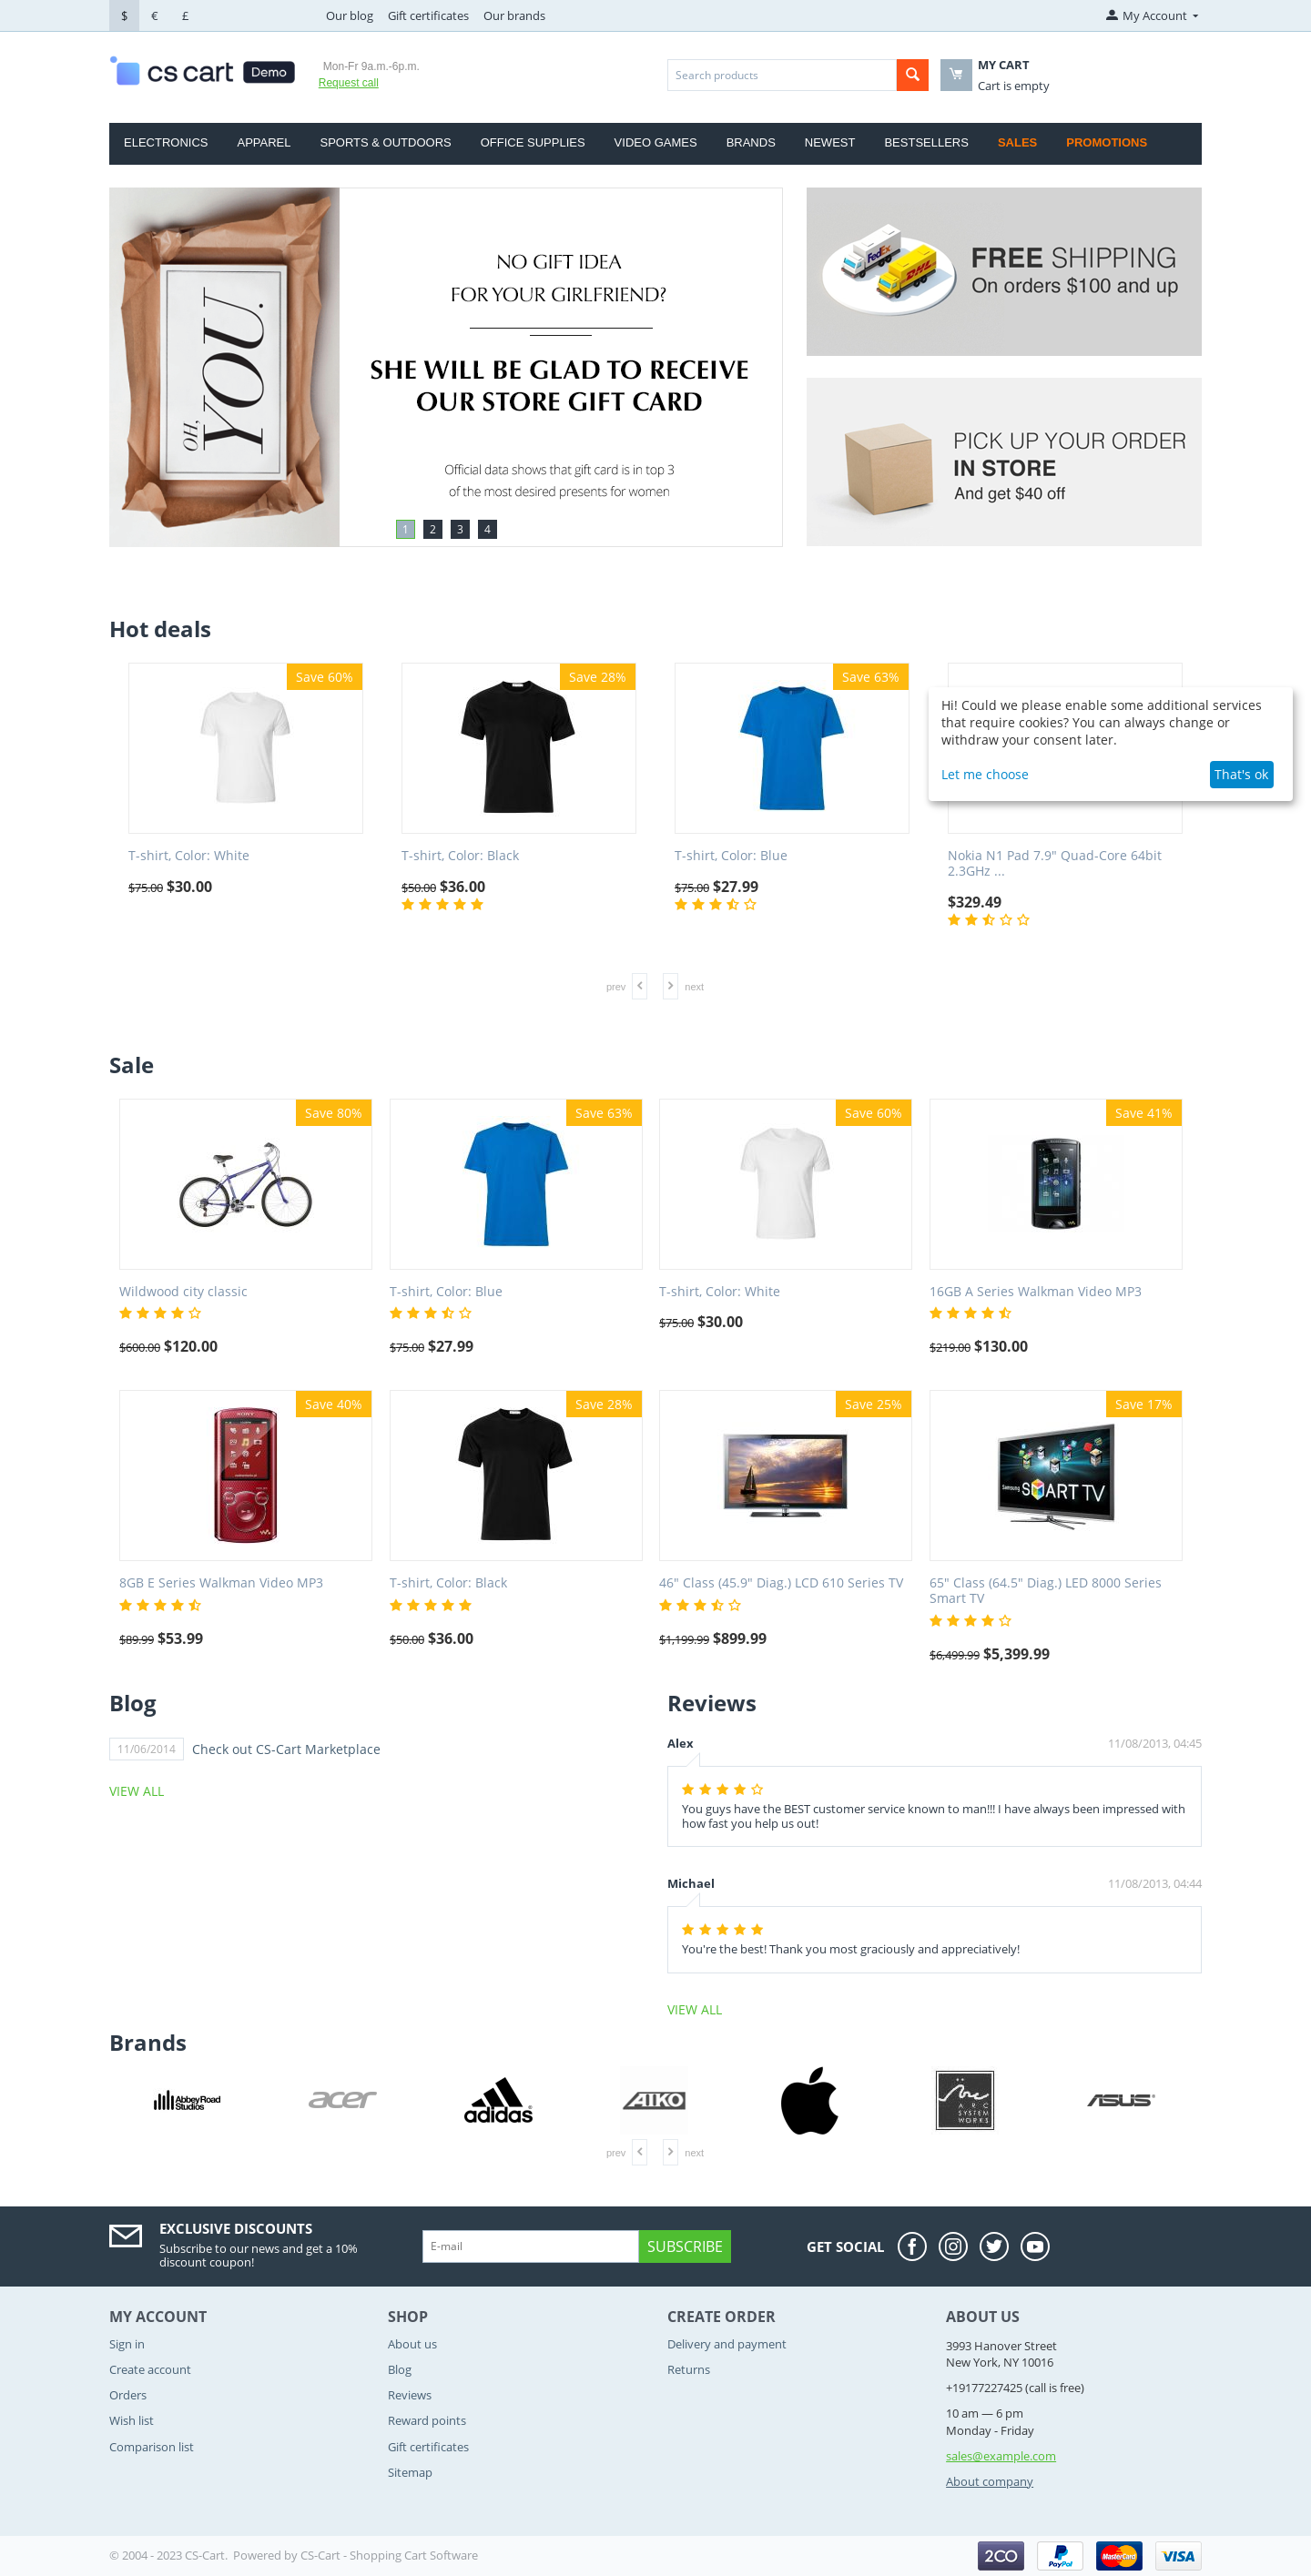 $ € £ Our blog Gift certificates Our brands My Account
cs cart Demo
Mon-Fr 9a.m.-6p.m.
Request call
Search products
MY CART
Cart is empty
ELECTRONICS APPAREL SPORTS & OUTDOORS OFFICE SUPPLIES VIDEO GAMES BRANDS NEWEST BESTSELLERS SALES PROMOTIONS
OH, YOU.
NO GIFT IDEA
FOR YOUR GIRLFRIEND?
SHE WILL BE GLAD TO RECEIVE
OUR STORE GIFT CARD
Official data shows that gift card is in top 3
of the most desired presents for women
1 2 3 4
FedEx
DHL
FREE SHIPPING
On orders $100 and up
PICK UP YOUR ORDER
IN STORE
And get $40 off
Hot deals
Save 60% Save 28% Save 63%
Hi! Could we please enable some additional services
that require cookies? You can always change or
withdraw your consent later.
Let me choose That's ok
T-shirt, Color: White
$75.00 $30.00
T-shirt, Color: Black
$50.00 $36.00
T-shirt, Color: Blue
$75.00 $27.99
Nokia N1 Pad 7.9" Quad-Core 64bit
2.3GHz ...
$329.49
prev next
Sale
Save 80% Save 63% Save 60% Save 41%
Wildwood city classic
$600.00 $120.00
T-shirt, Color: Blue
$75.00 $27.99
T-shirt, Color: White
$75.00 $30.00
16GB A Series Walkman Video MP3
$219.00 $130.00
Save 40% Save 28% Save 25% Save 17%
SONY
Samsung SMART TV
8GB E Series Walkman Video MP3
$89.99 $53.99
T-shirt, Color: Black
$50.00 $36.00
46" Class (45.9" Diag.) LCD 610 Series TV
$1,199.99 $899.99
65" Class (64.5" Diag.) LED 8000 Series
Smart TV
$6,499.99 $5,399.99
Blog
11/06/2014 Check out CS-Cart Marketplace
VIEW ALL
Reviews
Alex 11/08/2013, 04:45
You guys have the BEST customer service known to man!!! I have always been impressed with
how fast you help us out!
Michael 11/08/2013, 04:44
You're the best! Thank you most graciously and appreciatively!
VIEW ALL
Brands
AbbeyRoad
Studios
acer
adidas
AIKO
ARC
SYSTEM
WORKS
ASUS
prev next
EXCLUSIVE DISCOUNTS
Subscribe to our news and get a 10%
discount coupon!
E-mail SUBSCRIBE
GET SOCIAL
MY ACCOUNT
Sign in
Create account
Orders
Wish list
Comparison list
SHOP
About us
Blog
Reviews
Reward points
Gift certificates
Sitemap
CREATE ORDER
Delivery and payment
Returns
ABOUT US
3993 Hanover Street
New York, NY 10016
+19177227425 (call is free)
10 am — 6 pm
Monday - Friday
sales@example.com
About company
© 2004 - 2023 CS-Cart. Powered by CS-Cart - Shopping Cart Software
2CO PayPal MasterCard VISA